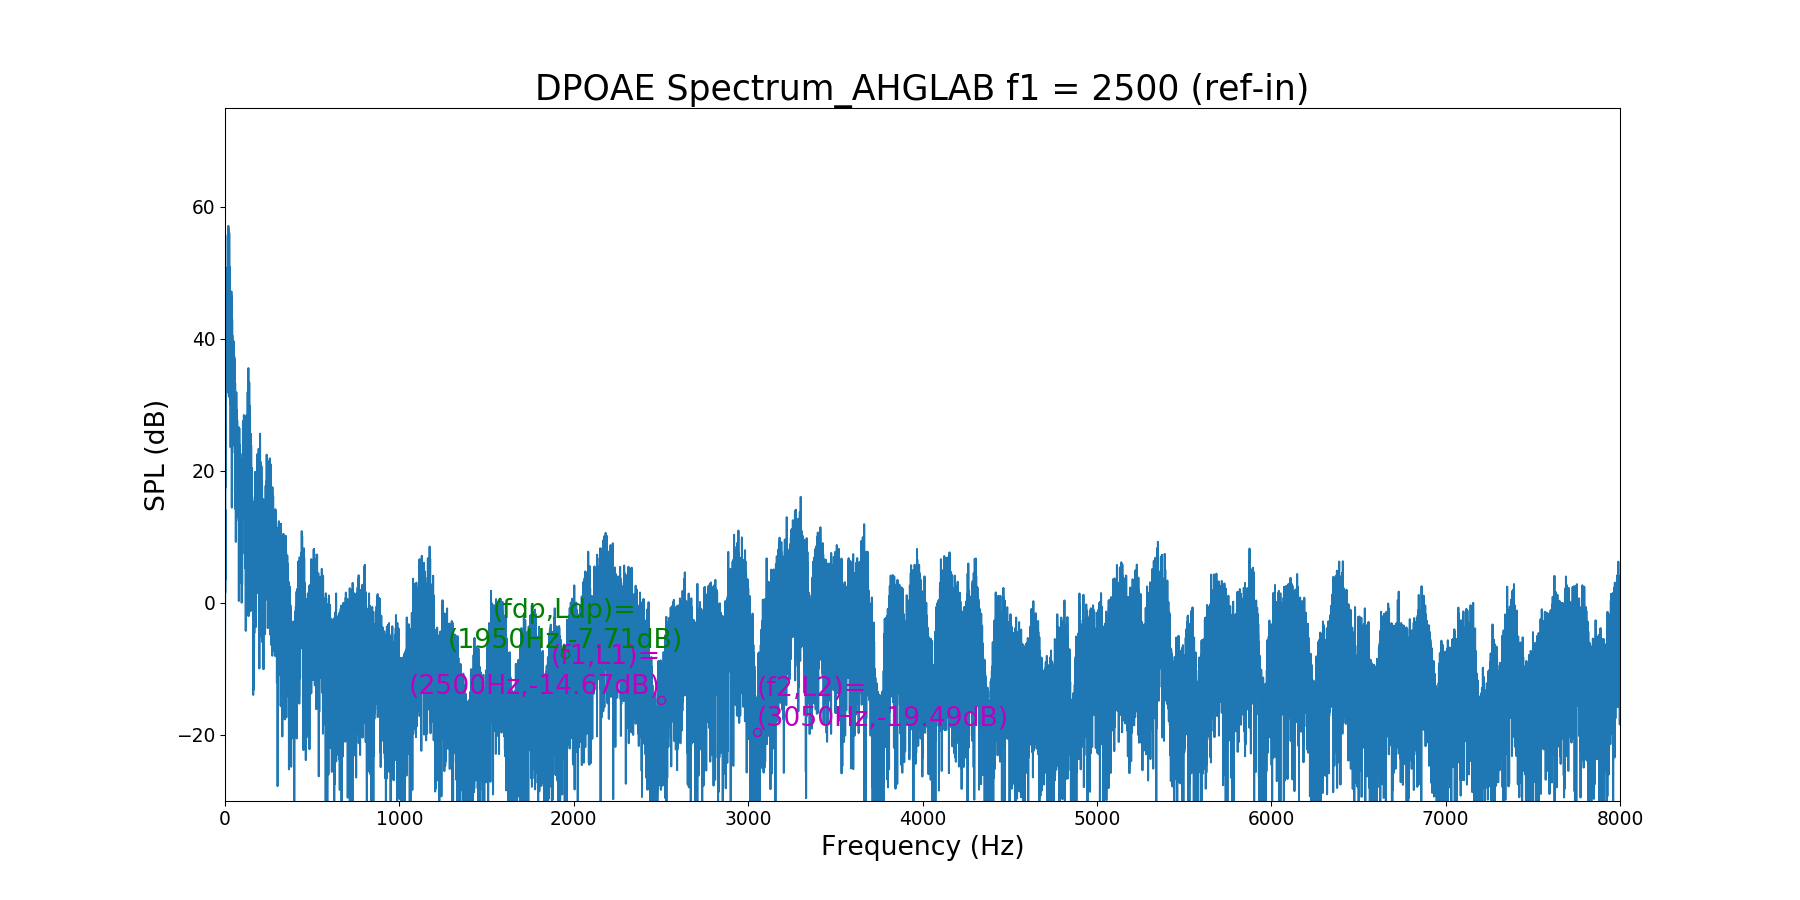 DPOAE Spectrum_AHGLAB f1 = 2500 (ref-in)
SPL (dB)
60
40
20
0
−20
(fdp,Ldp)=
(1950Hz,-7.71dB)
(f1,L1)=
(2500Hz,-14.67dB)
(f2,L2)=
(3050Hz,-19.49dB)
0 1000 2000 3000 4000 5000 6000 7000 8000
Frequency (Hz)